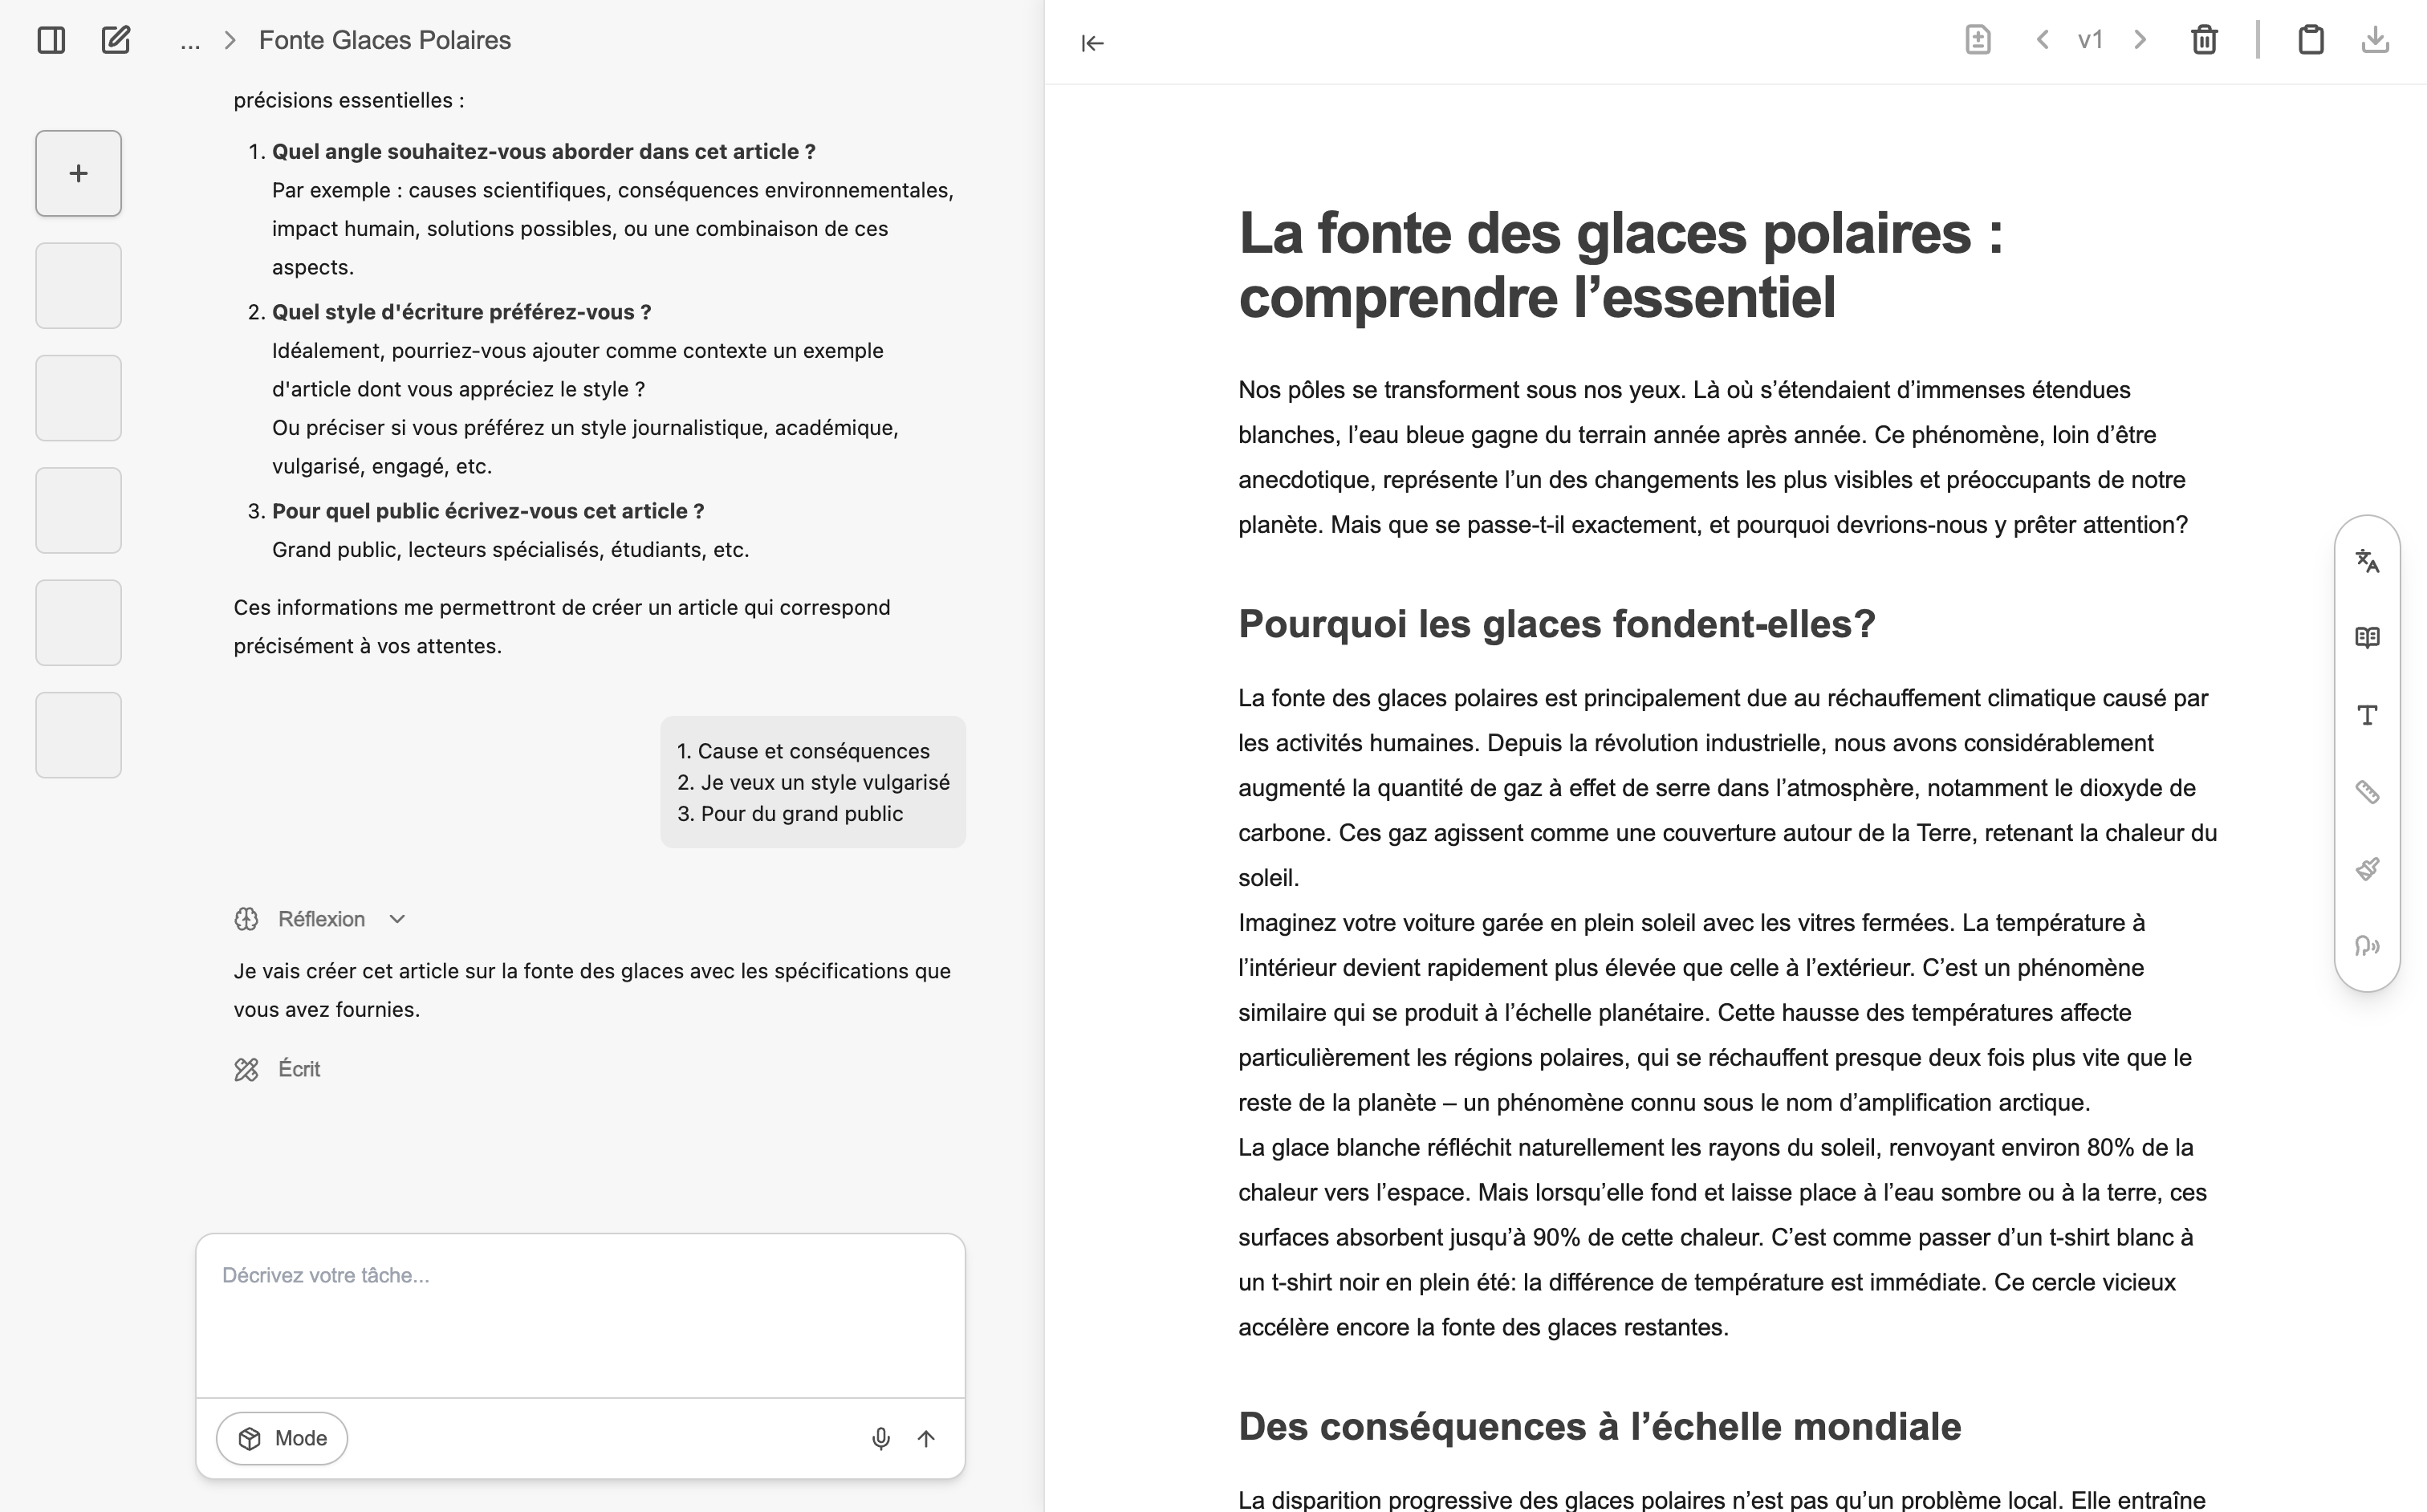 ... > Fonte Glaces Polaires
précisions essentielles :
1. Quel angle souhaitez-vous aborder dans cet article ?
Par exemple : causes scientifiques, conséquences environnementales,
impact humain, solutions possibles, ou une combinaison de ces
aspects.
2. Quel style d'écriture préférez-vous ?
Idéalement, pourriez-vous ajouter comme contexte un exemple
d'article dont vous appréciez le style ?
Ou préciser si vous préférez un style journalistique, académique,
vulgarisé, engagé, etc.
3. Pour quel public écrivez-vous cet article ?
Grand public, lecteurs spécialisés, étudiants, etc.
Ces informations me permettront de créer un article qui correspond
précisément à vos attentes.
1. Cause et conséquences
2. Je veux un style vulgarisé
3. Pour du grand public
Réflexion
Je vais créer cet article sur la fonte des glaces avec les spécifications que
vous avez fournies.
Écrit
Décrivez votre tâche...
Mode
v1
La fonte des glaces polaires :
comprendre l’essentiel
Nos pôles se transforment sous nos yeux. Là où s’étendaient d’immenses étendues
blanches, l’eau bleue gagne du terrain année après année. Ce phénomène, loin d’être
anecdotique, représente l’un des changements les plus visibles et préoccupants de notre
planète. Mais que se passe-t-il exactement, et pourquoi devrions-nous y prêter attention?
Pourquoi les glaces fondent-elles?
La fonte des glaces polaires est principalement due au réchauffement climatique causé par
les activités humaines. Depuis la révolution industrielle, nous avons considérablement
augmenté la quantité de gaz à effet de serre dans l’atmosphère, notamment le dioxyde de
carbone. Ces gaz agissent comme une couverture autour de la Terre, retenant la chaleur du
soleil.
Imaginez votre voiture garée en plein soleil avec les vitres fermées. La température à
l’intérieur devient rapidement plus élevée que celle à l’extérieur. C’est un phénomène
similaire qui se produit à l’échelle planétaire. Cette hausse des températures affecte
particulièrement les régions polaires, qui se réchauffent presque deux fois plus vite que le
reste de la planète – un phénomène connu sous le nom d’amplification arctique.
La glace blanche réfléchit naturellement les rayons du soleil, renvoyant environ 80% de la
chaleur vers l’espace. Mais lorsqu’elle fond et laisse place à l’eau sombre ou à la terre, ces
surfaces absorbent jusqu’à 90% de cette chaleur. C’est comme passer d’un t-shirt blanc à
un t-shirt noir en plein été: la différence de température est immédiate. Ce cercle vicieux
accélère encore la fonte des glaces restantes.
Des conséquences à l’échelle mondiale
La disparition progressive des glaces polaires n’est pas qu’un problème local. Elle entraîne